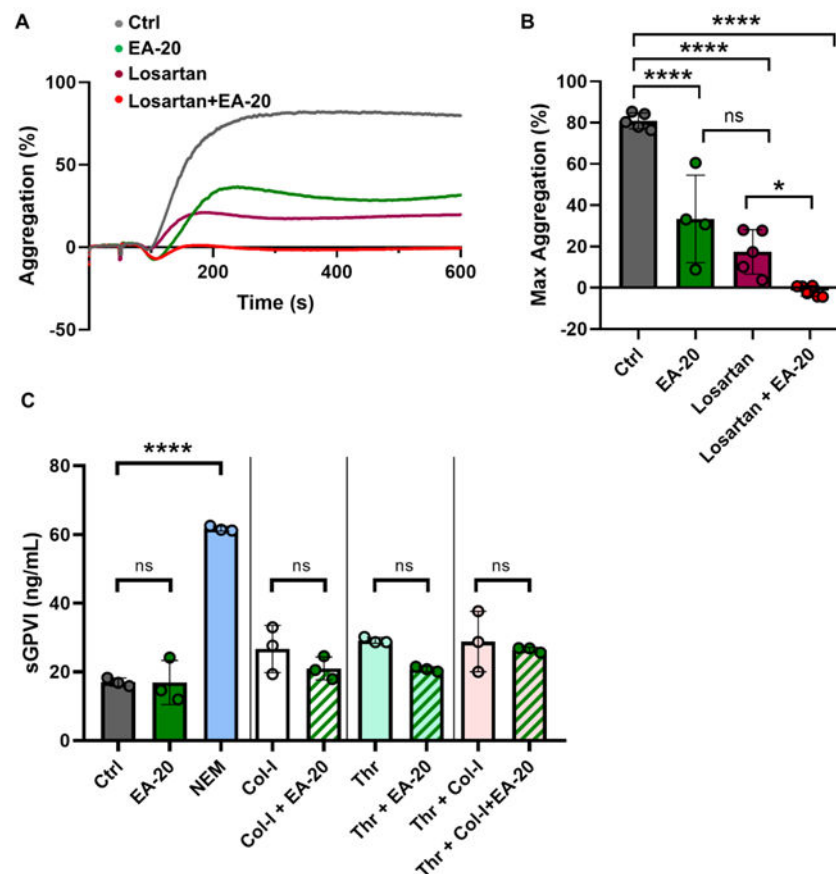 A
Ctrl
EA-20
Losartan
Losartan+EA-20
Aggregation (%)
100
50
0
-50
200
400
600
Time (s)
B
****
****
****
ns
*
Max Aggregation (%)
100
80
60
40
20
0
-20
Ctrl
EA-20
Losartan
Losartan + EA-20
C
****
ns
ns
ns
ns
sGPVI (ng/mL)
80
60
40
20
0
Ctrl
EA-20
NEM
Col-I
Col-I + EA-20
Thr
Thr + EA-20
Thr + Col-I
Thr + Col-I+EA-20